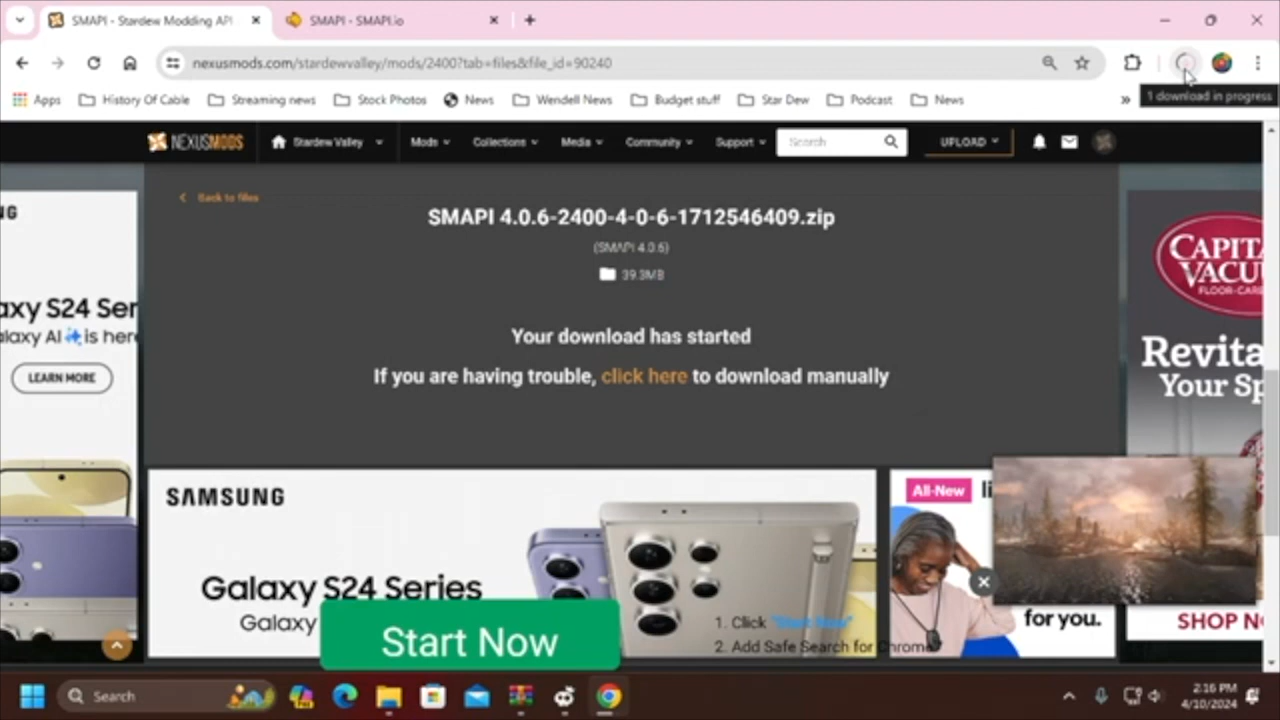 SMAPI - Stardew Modding API
SMAPI - SMAPI.io
nexusmods.com/stardewvalley/mods/2400?tab=files&file_id=90240
Apps
History Of Cable
Streaming news
Stock Photos
News
Wendell News
Budget stuff
Star Dew
Podcast
News
1 download in progress
NEXUSMODS
Stardew Valley
Mods
Collections
Media
Community
Support
Search
UPLOAD
Back to files
SMAPI 4.0.6-2400-4-0-6-1712546409.zip
(SMAPI 4.0.6)
39.3MB
Your download has started
If you are having trouble, click here to download manually
NG
axy S24 Ser
alaxy AI is here
LEARN MORE
CAPITA
VACU
FLOOR-CARE
Revita
Your Sp
SHOP N
SAMSUNG
Galaxy S24 Series
Galaxy
Start Now
1. Click "Start Now"
2. Add Safe Search for Chrome
All-New
li
for you.
Search
2:16 PM
4/10/2024